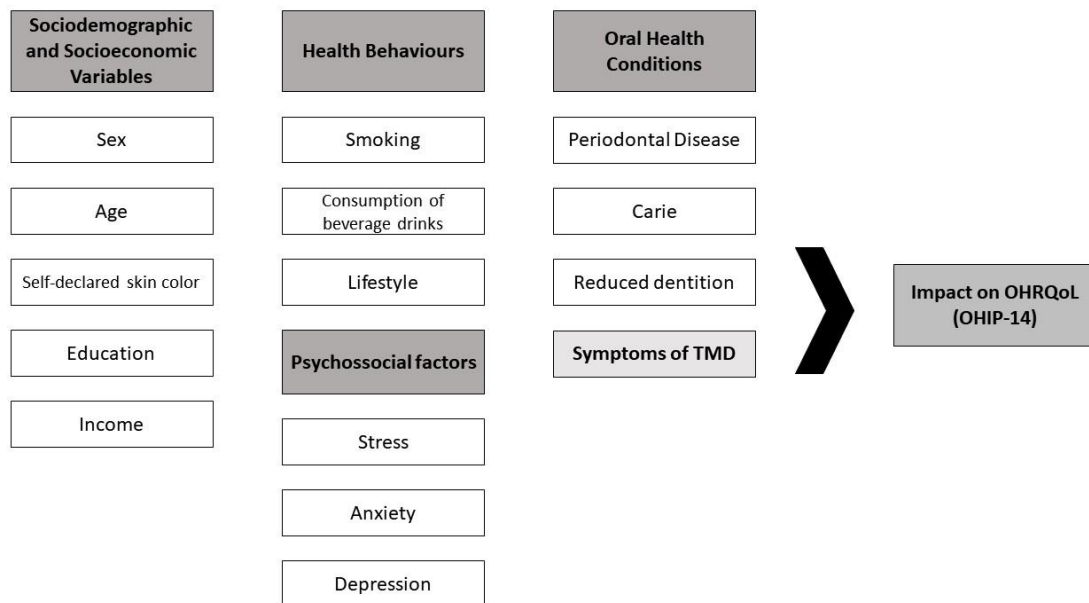 Sociodemographic
and Socioeconomic
Variables
Sex
Age
Self-declared skin color
Education
Income
Health Behaviours
Smoking
Consumption of
beverage drinks
Lifestyle
Psychossocial factors
Stress
Anxiety
Depression
Oral Health
Conditions
Periodontal Disease
Carie
Reduced dentition
Symptoms of TMD
Impact on OHRQoL
(OHIP-14)